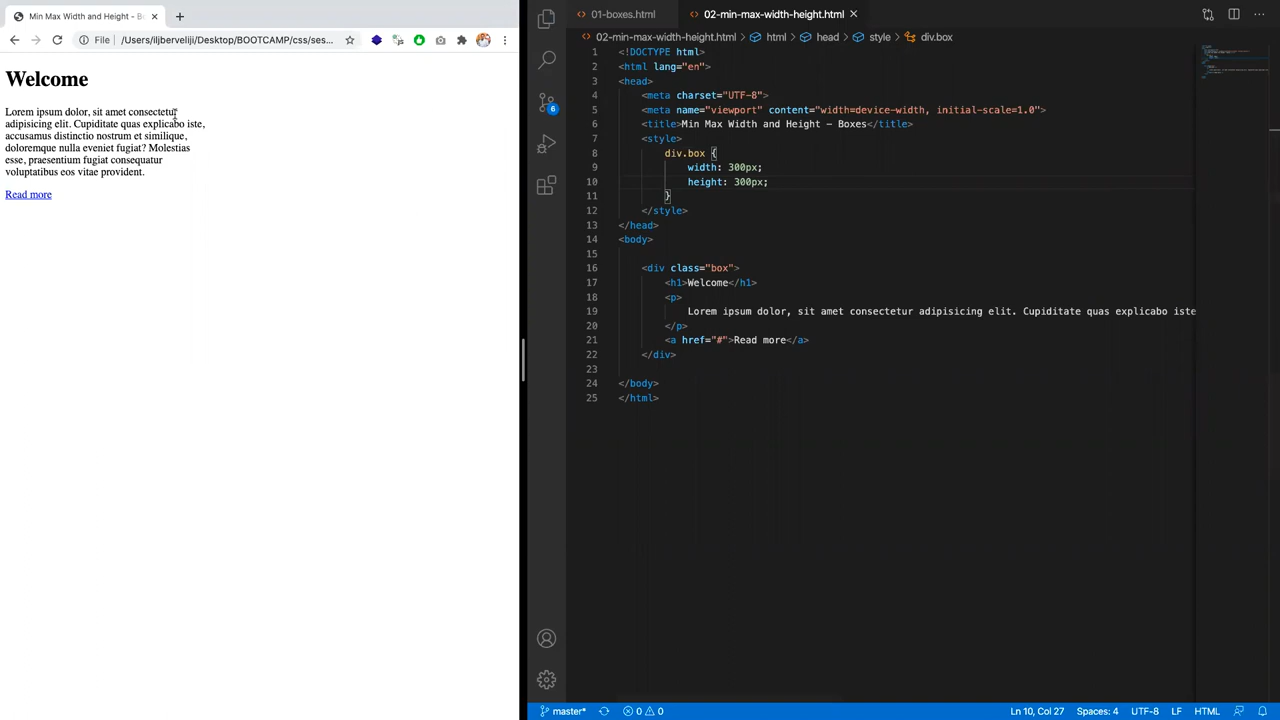 Min Max Width and Height - Bo
File
/Users/iljberveliji/Desktop/BOOTCAMP/css/ses...
Welcome
Lorem ipsum dolor, sit amet consectetur
adipisicing elit. Cupiditate quas explicabo iste,
accusamus distinctio nostrum et similique,
doloremque nulla eveniet fugiat? Molestias
esse, praesentium fugiat consequatur
voluptatibus eos vitae provident.
Read more
01-boxes.html
02-min-max-width-height.html
02-min-max-width-height.html > html > head > style > div.box
1 <!DOCTYPE html>
2 <html lang="en">
3 <head>
4 <meta charset="UTF-8">
5 <meta name="viewport" content="width=device-width, initial-scale=1.0">
6 <title>Min Max Width and Height - Boxes</title>
7 <style>
8 div.box {
9 width: 300px;
10 height: 300px;
11 }
12 </style>
13 </head>
14 <body>
15
16 <div class="box">
17 <h1>Welcome</h1>
18 <p>
19 Lorem ipsum dolor, sit amet consectetur adipisicing elit. Cupiditate quas explicabo iste
20 </p>
21 <a href="#">Read more</a>
22 </div>
23
24 </body>
25 </html>
6
master*
0 0
Ln 10, Col 27
Spaces: 4
UTF-8
LF
HTML